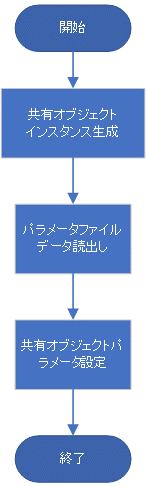 開始
共有オブジェクト
インスタンス生成
パラメータファイル
データ読出し
共有オブジェクトパ
ラメータ設定
終了